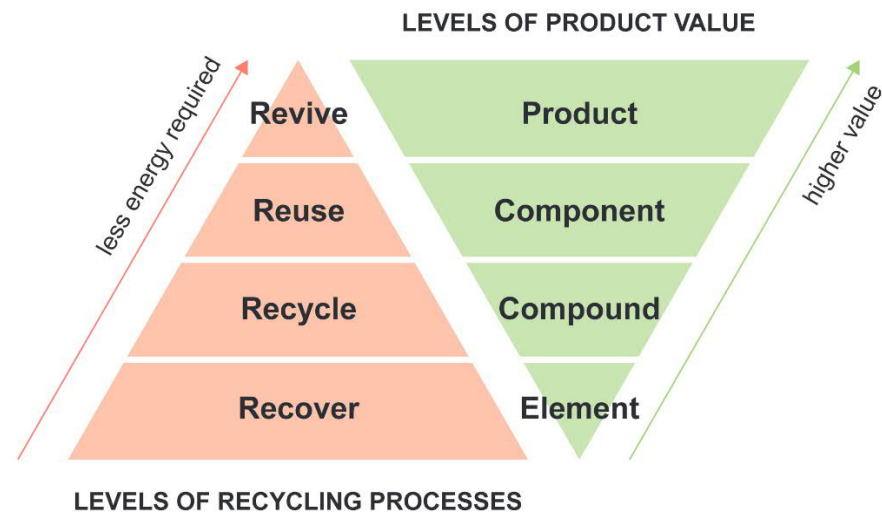 LEVELS OF PRODUCT VALUE
less energy required
Revive
Product
higher value
Reuse
Component
Recycle
Compound
Recover
Element
LEVELS OF RECYCLING PROCESSES